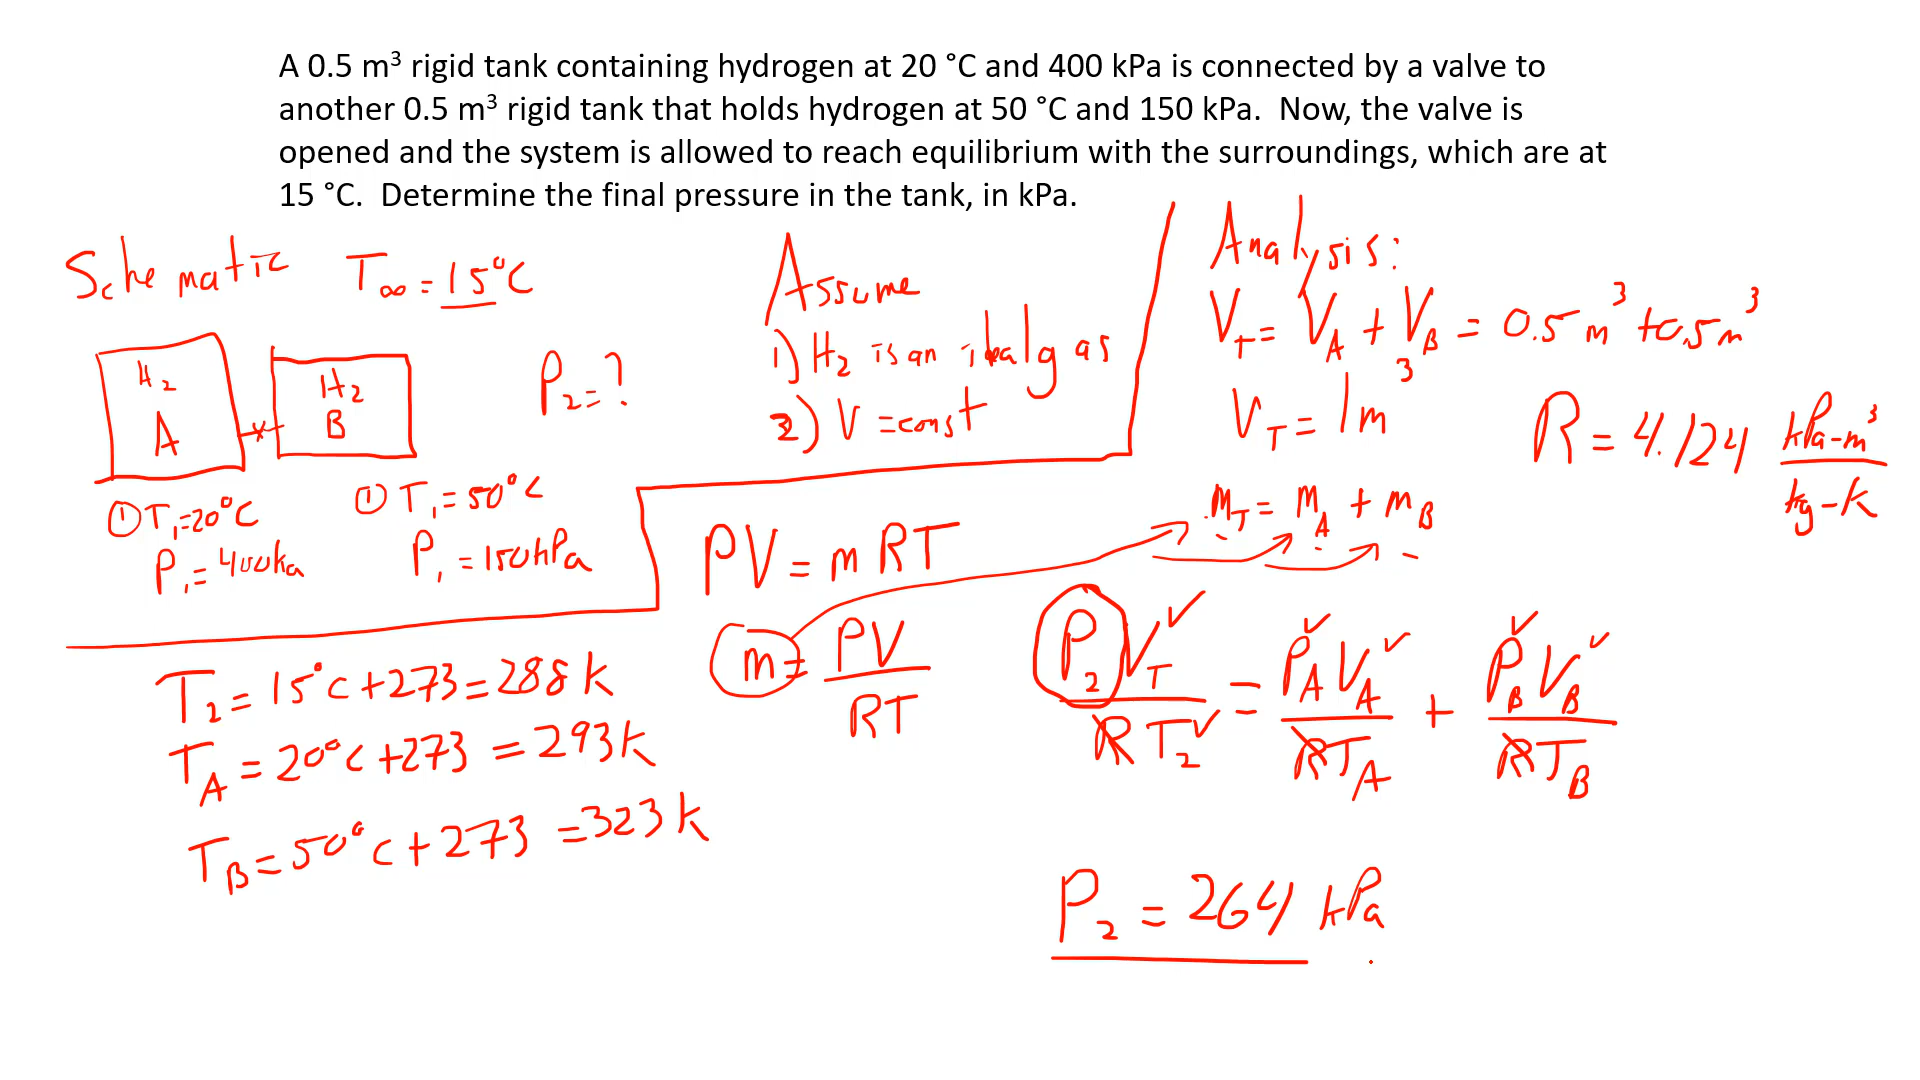 A 0.5 m³ rigid tank containing hydrogen at 20 °C and 400 kPa is connected by a valve to
another 0.5 m³ rigid tank that holds hydrogen at 50 °C and 150 kPa.  Now, the valve is
opened and the system is allowed to reach equilibrium with the surroundings, which are at
15 °C.  Determine the final pressure in the tank, in kPa.
Schematic T∞ = 15°C
H₂
A
H₂
B
P₂ = ?
① T₁ = 20°C
P₁ = 400ka
① T₁ = 50°C
P₁ = 150kPa
Assume
1) H₂ is an ideal gas
2) V = const
Analysis:
V_T = V_A + V_B = 0.5 m³ + 0.5 m³
V_T = 1 m³
R = 4.124 kPa-m³ / kg-K
m_T = m_A + m_B
PV = mRT
m = PV / RT
P₂V_T / RT₂ = P_A V_A / RT_A + P_B V_B / RT_B
T₂ = 15°C + 273 = 288 K
T_A = 20°C + 273 = 293 K
T_B = 50°C + 273 = 323 K
P₂ = 264 kPa